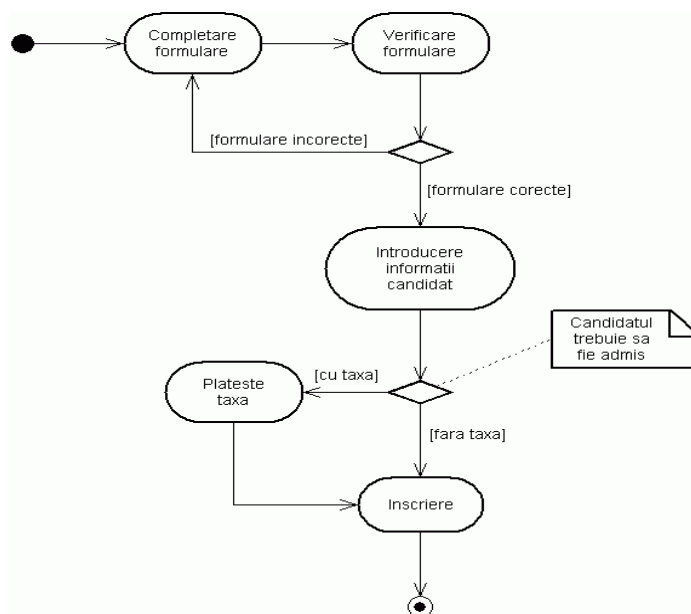 Completare
formulare
Verificare
formulare
[formulare incorecte]
[formulare corecte]
Introducere
informatii
candidat
Candidatul
trebuie sa
fie admis
[cu taxa]
Plateste
taxa
[fara taxa]
Inscriere